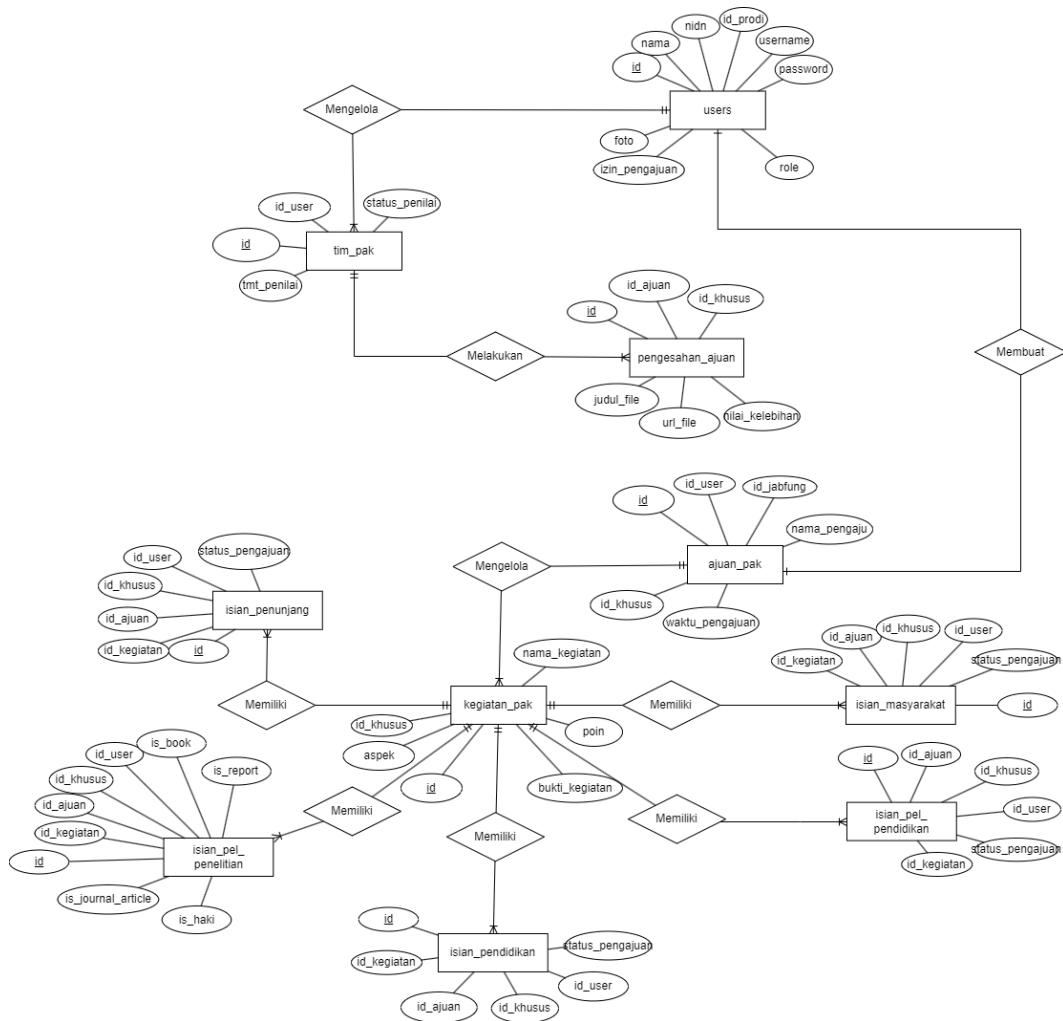 id_prodi
nidn
nama
username
id
password
users
Mengelola
foto
izin_pengajuan
role
id_user
status_penilai
id
tim_pak
tmt_penilai
id_ajuan
id_khusus
id
Melakukan
pengesahan_ajuan
Membuat
judul_file
url_file
nilai_kelebihan
id_user
id_jabfung
id
nama_pengaju
status_pengajuan
id_user
Mengelola
ajuan_pak
id_khusus
isian_penunjang
id_khusus
id_ajuan
waktu_pengajuan
id_kegiatan
id
nama_kegiatan
id_ajuan
id_khusus
id_user
id_kegiatan
status_pengajuan
Memiliki
kegiatan_pak
Memiliki
isian_masyarakat
id
id_khusus
poin
aspek
is_book
id_user
is_report
id
bukti_kegiatan
id
id_ajuan
id_khusus
id_khusus
id_ajuan
Memiliki
Memiliki
isian_pel_
pendidikan
id_user
id_kegiatan
Memiliki
isian_pel_
penelitian
status_pengajuan
id
id_kegiatan
is_journal_article
is_haki
id
status_pengajuan
isian_pendidikan
id_kegiatan
id_user
id_ajuan
id_khusus